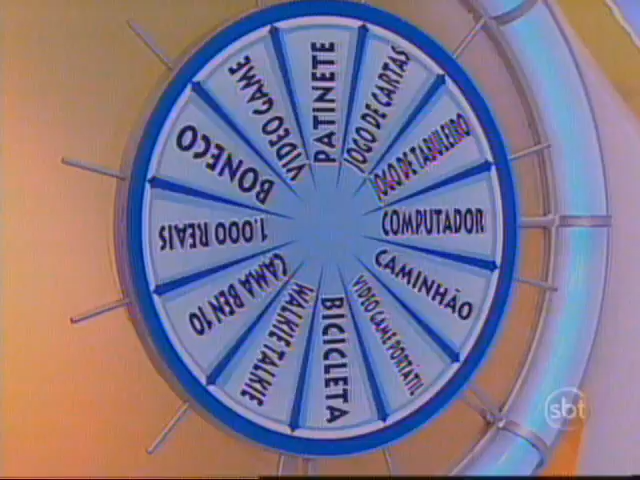 PATINETE
JOGO DE CARTAS
JOGO DE TABULEIRO
COMPUTADOR
CAMINHÃO
VIDEO GAME PORTÁTIL
BICICLETA
WALKIE TALKIE
CAMA BEN 10
1.000 REAIS
BONECO
VIDEO GAME
sbt